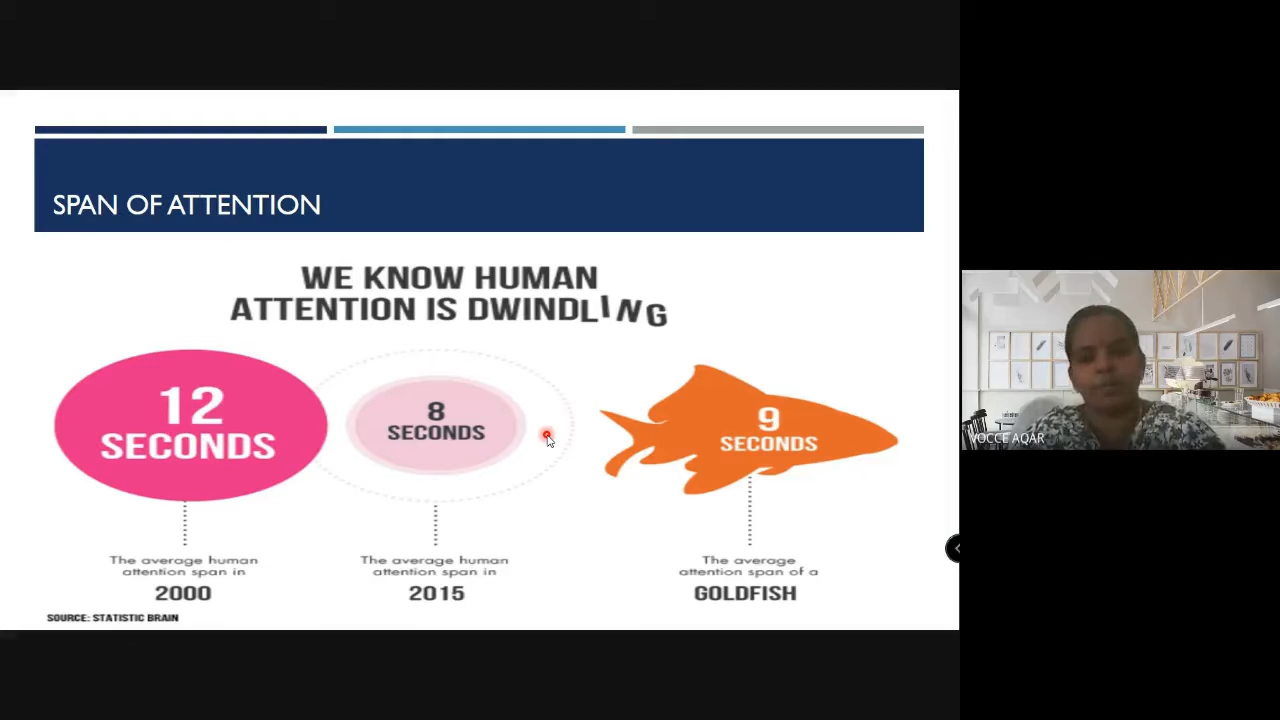 SPAN OF ATTENTION
WE KNOW HUMAN
ATTENTION IS DWINDLING
12
SECONDS
8
SECONDS
9
SECONDS
The average human
attention span in
2000
The average human
attention span in
2015
The average
attention span of a
GOLDFISH
SOURCE: STATISTIC BRAIN
VOCCE AQAR